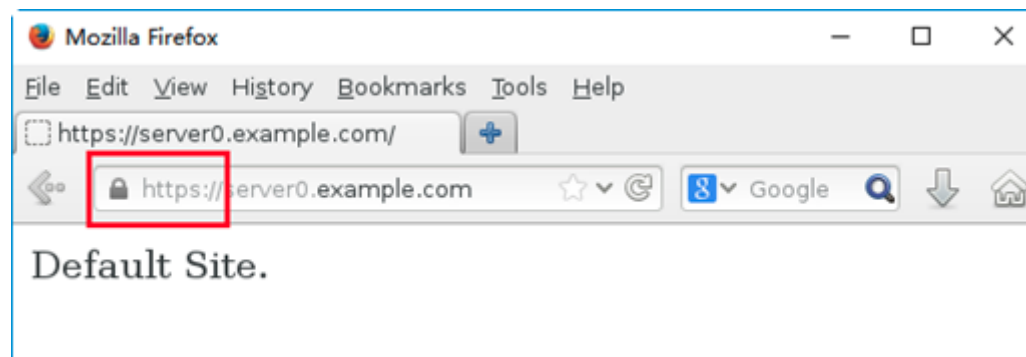 Mozilla Firefox
File Edit View History Bookmarks Tools Help
https://server0.example.com/
https://server0.example.com 8 Google
Default Site.